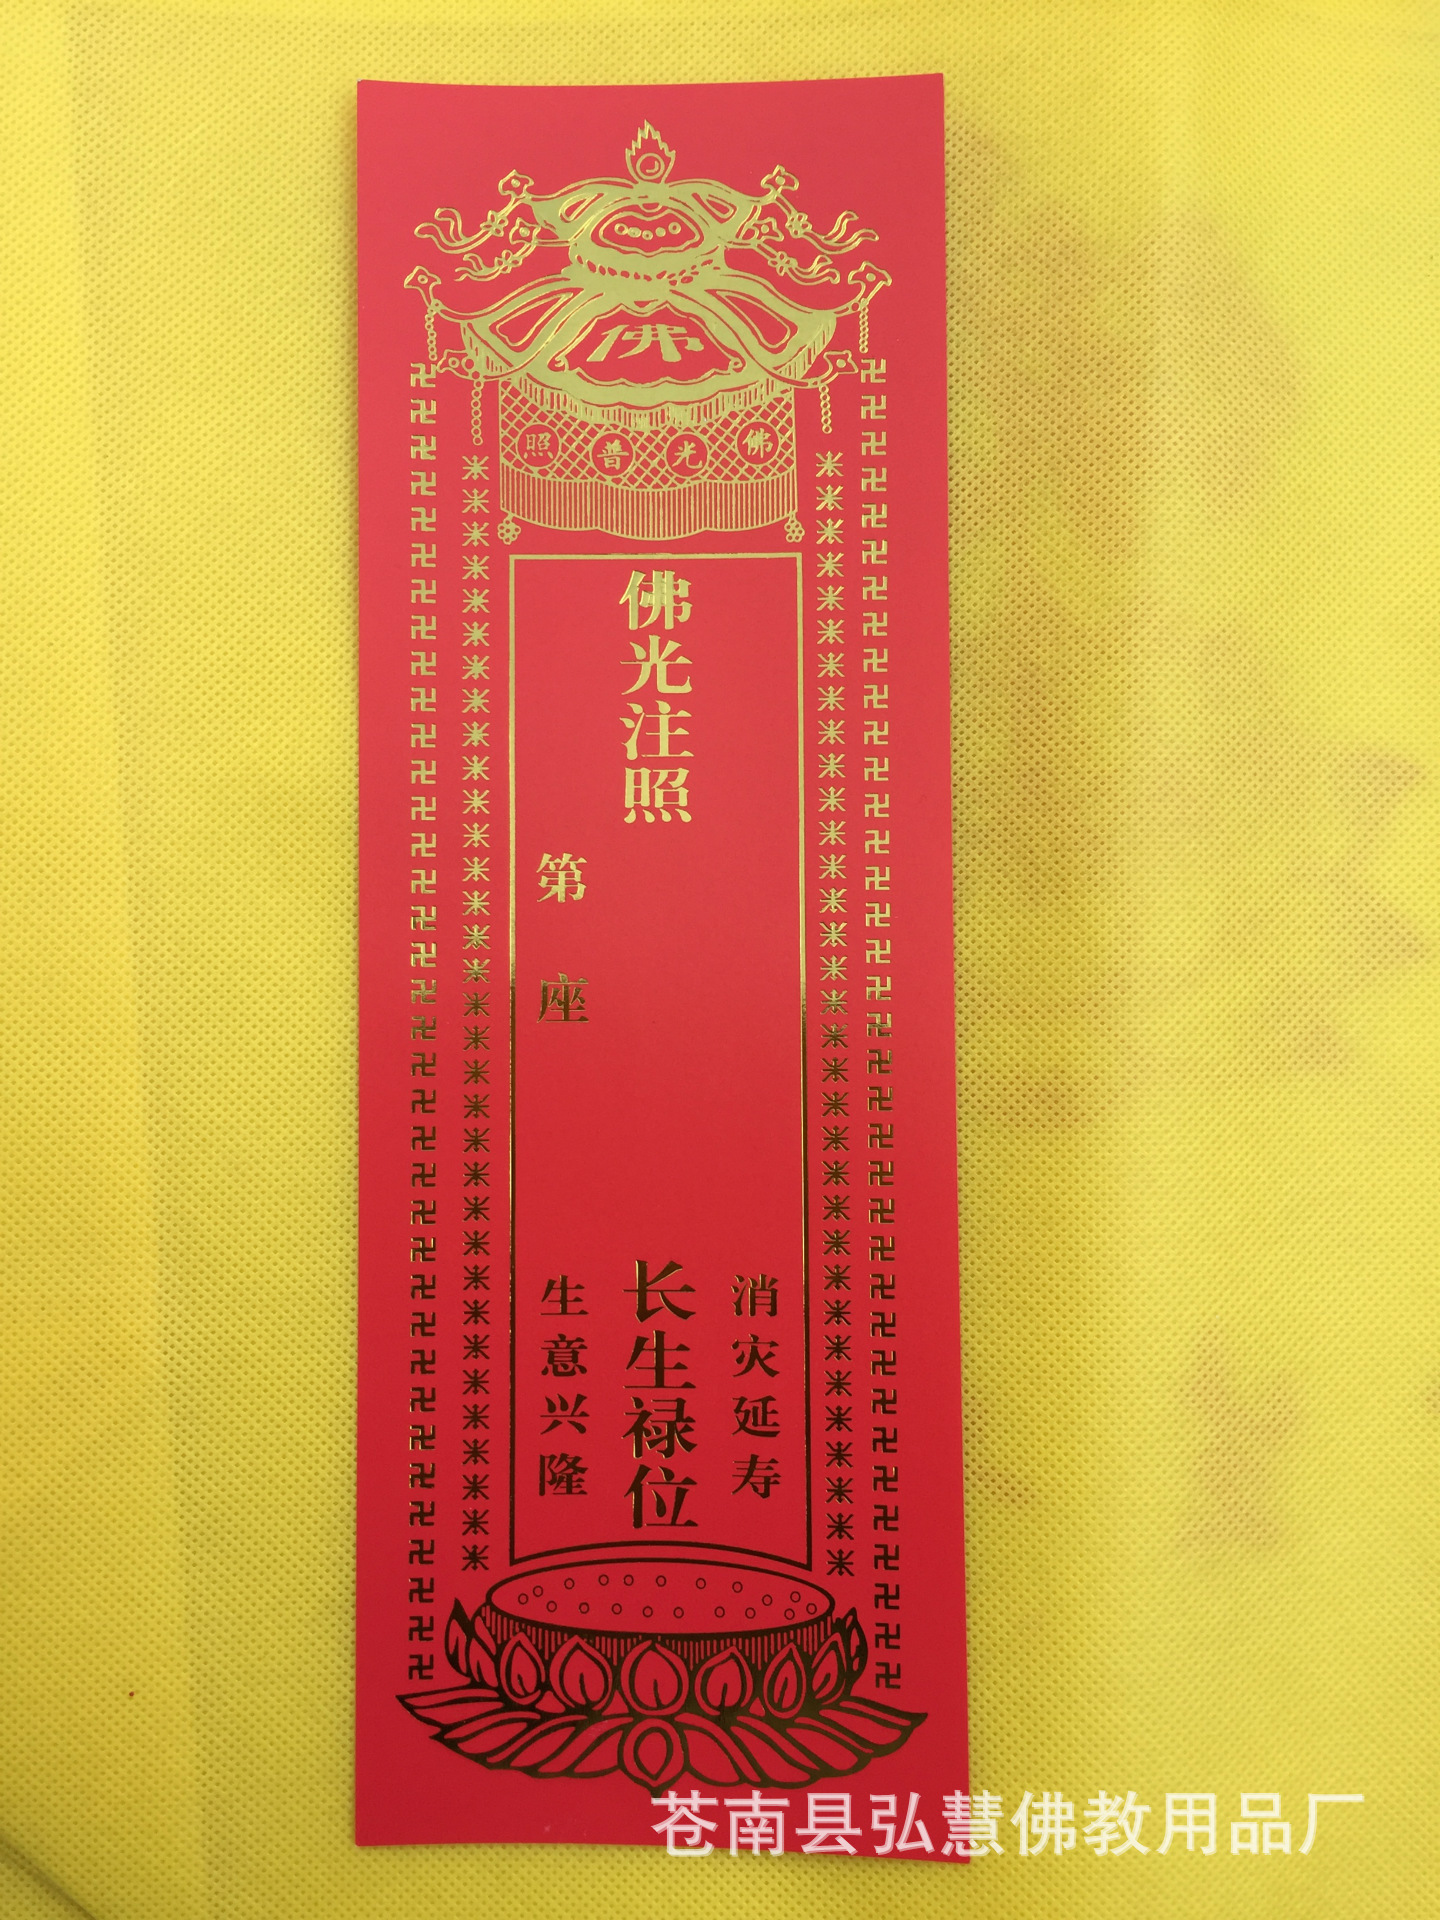 佛
佛光普照
佛光注照
长生禄位
消灾延寿
第 座
生意兴隆
苍南县弘慧佛教用品厂